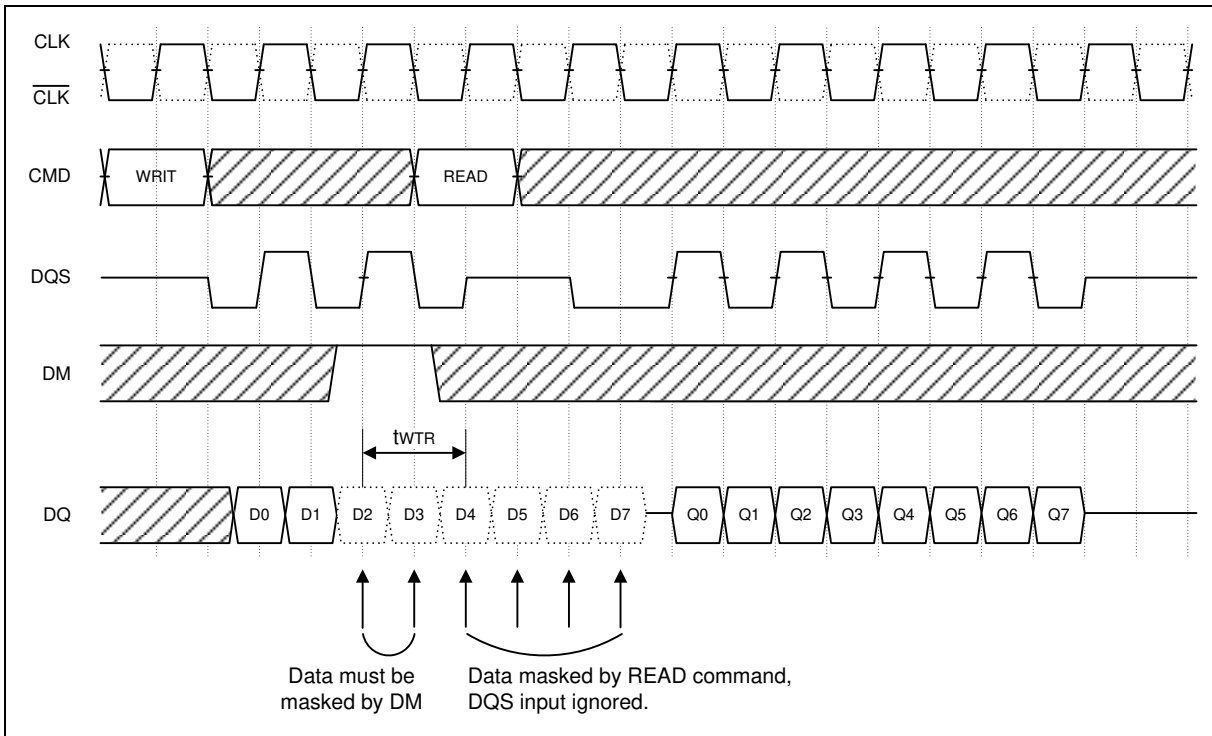 CLK
CLK
CMD WRIT READ
DQS
DM
tWTR
DQ D0 D1 D2 D3 D4 D5 D6 D7 Q0 Q1 Q2 Q3 Q4 Q5 Q6 Q7
Data must be
masked by DM
Data masked by READ command,
DQS input ignored.